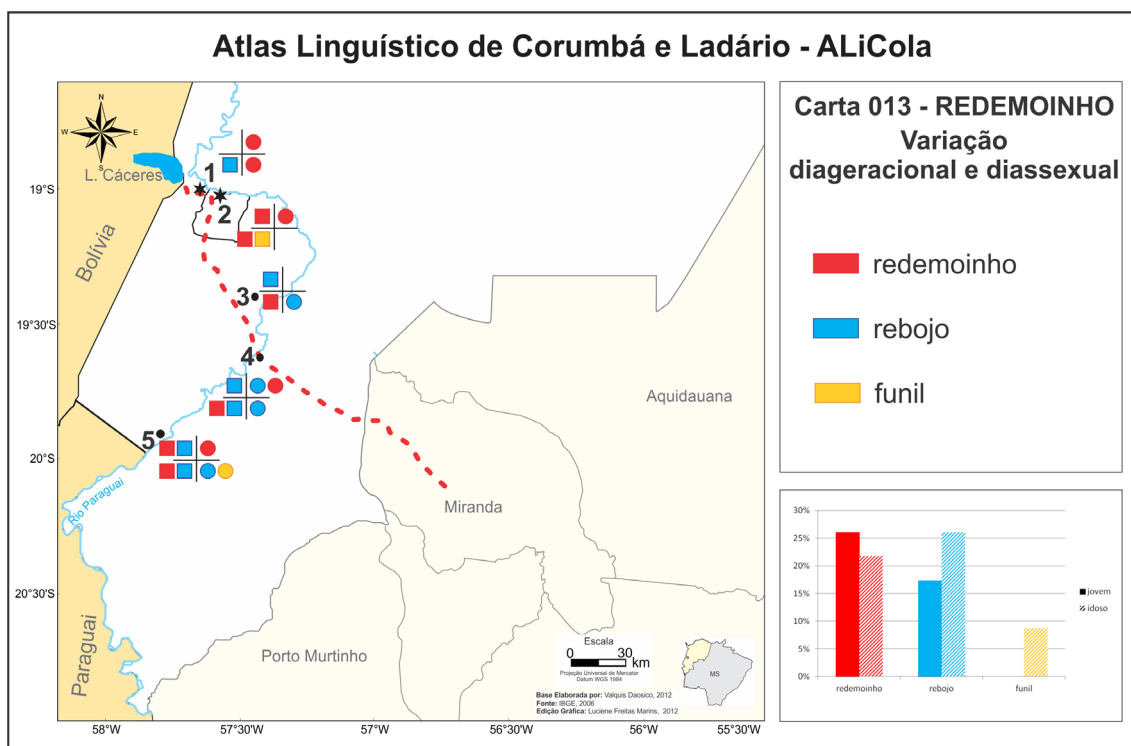 Atlas Linguístico de Corumbá e Ladário - ALiCola
N
W
E
S
L. Cáceres
1
2
3
4
5
Bolívia
Paraguai
Rio Paraguai
Aquidauana
Miranda
Porto Murtinho
19°S
19°30'S
20°S
20°30'S
58°W
57°30'W
57°W
56°30'W
56°W
55°30'W
Escala
0 30 km
Projeção Universal de Mercator
Datum WGS 1984
Base Elaborada por: Valquis Daosico, 2012
Fonte: IBGE, 2006
Edição Gráfica: Luciene Freitas Marins, 2012
MS
Carta 013 - REDEMOINHO
Variação
diageracional e diassexual
redemoinho
rebojo
funil
30%
25%
20%
15%
10%
5%
0%
redemoinho
rebojo
funil
jovem
idoso